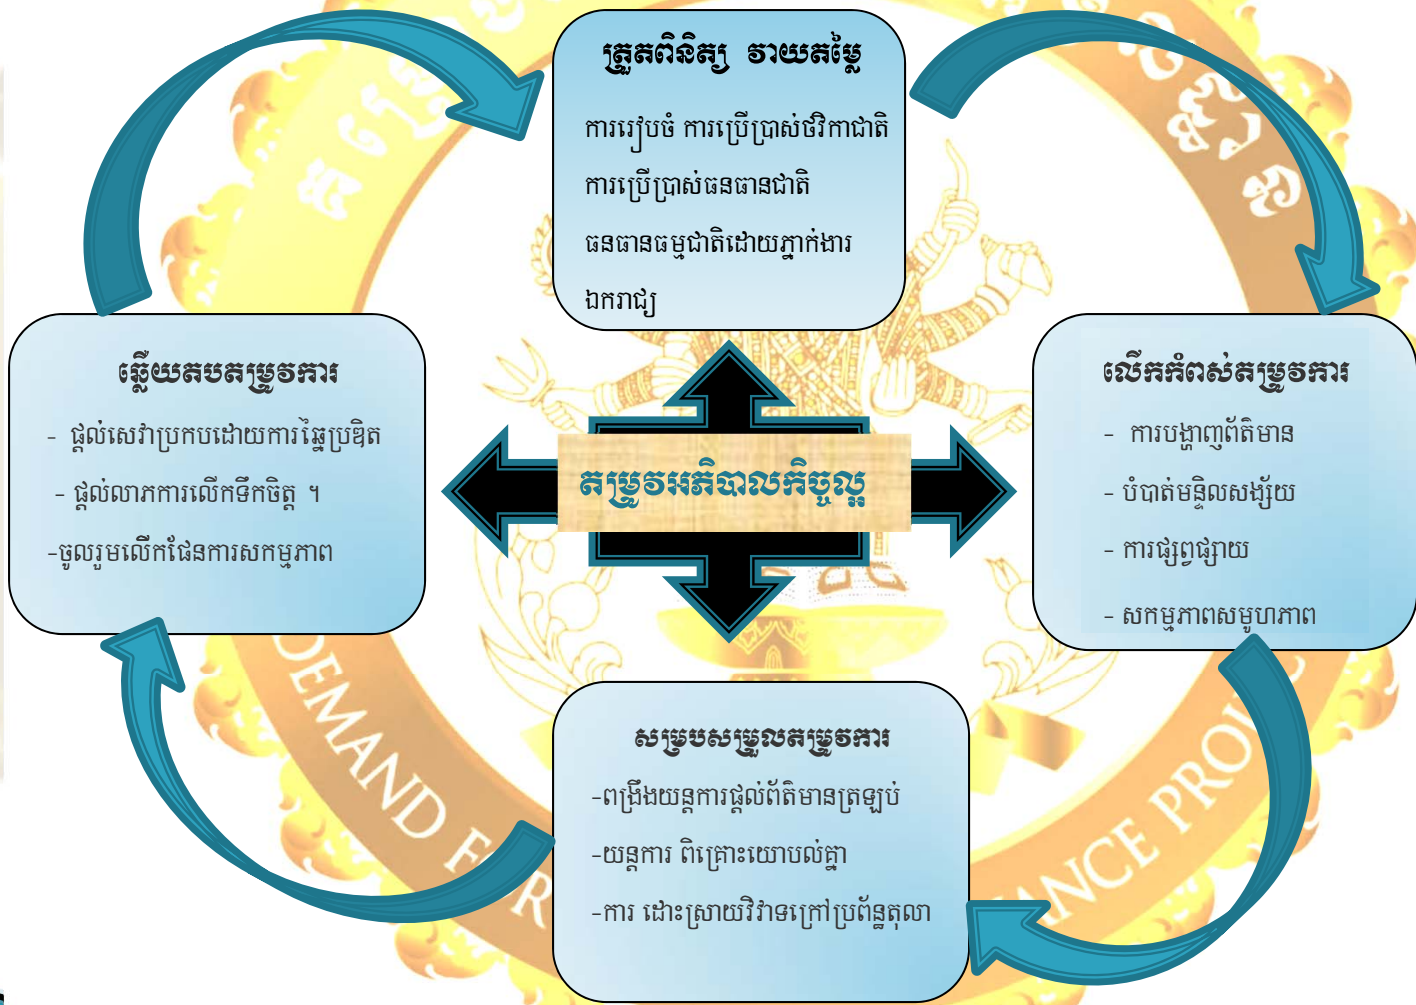 ត្រួតពិនិត្យ វាយតម្លៃ
ការរៀបចំ ការប្រើប្រាស់ថវិកាជាតិ
ការប្រើប្រាស់ធនធានជាតិ
ធនធានធម្មជាតិដោយភ្នាក់ងារ
ឯករាជ្យ
ឆ្លើយតបតម្រូវការ
- ផ្តល់សេវាប្រកបដោយការឆ្នៃប្រឌិត
- ផ្តល់លាភការលើកទឹកចិត្ត ។
-ចូលរួមលើកផែនការសកម្មភាព
តម្រូវអភិបាលកិច្ចល្អ
លើកកំពស់តម្រូវការ
- ការបង្ហាញព័ត៌មាន
- បំបាត់មន្ទិលសង្ស័យ
- ការផ្សព្វផ្សាយ
- សកម្មភាពសមូហភាព
សម្របសម្រួលតម្រូវការ
-ពង្រឹងយន្តការផ្តល់ព័ត៌មានត្រឡប់
-យន្តការ ពិគ្រោះយោបល់គ្នា
-ការ ដោះស្រាយវិវាទក្រៅប្រព័ន្ធតុលា
DEMAND